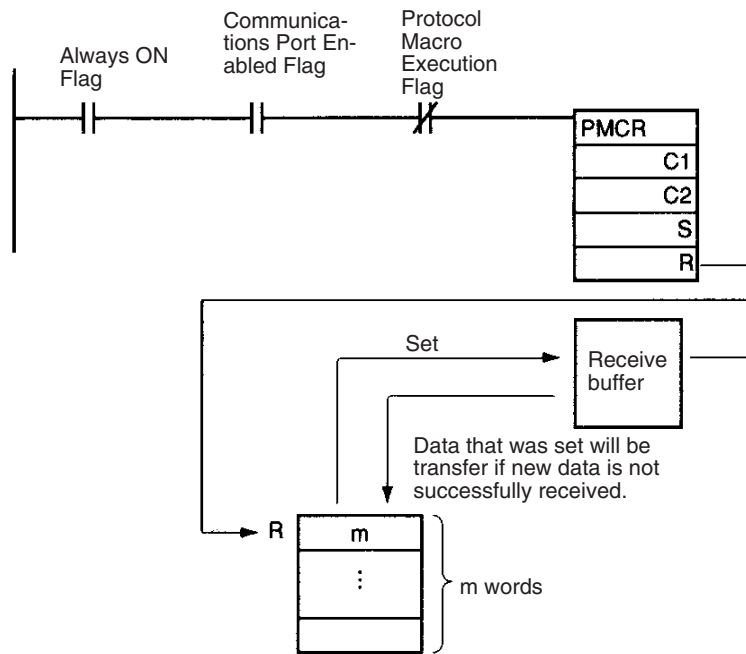 Always ON
Flag
Communica-
tions Port En-
abled Flag
Protocol
Macro
Execution
Flag
PMCR
C1
C2
S
R
Set
Receive
buffer
Data that was set will be
transfer if new data is not
successfully received.
R
m
⋮
m words